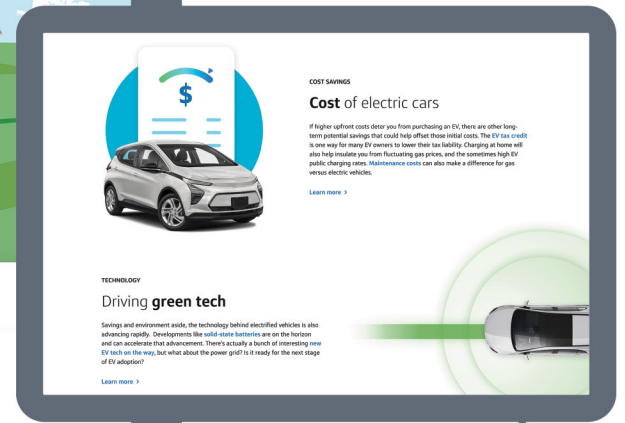 $
COST SAVINGS
Cost of electric cars
If higher upfront costs deter you from purchasing an EV, there are other long-
term potential savings that could help offset those initial costs. The EV tax credit
is one way for many EV owners to lower their tax liability. Charging at home will
also help insulate you from fluctuating gas prices, and the sometimes high EV
public charging rates. Maintenance costs can also make a difference for gas
versus electric vehicles.
Learn more >
TECHNOLOGY
Driving green tech
Savings and environment aside, the technology behind electrified vehicles is also
advancing rapidly. Developments like solid-state batteries are on the horizon
and can accelerate that advancement. There's actually a bunch of interesting new
EV tech on the way, but what about the power grid? Is it ready for the next stage
of EV adoption?
Learn more >